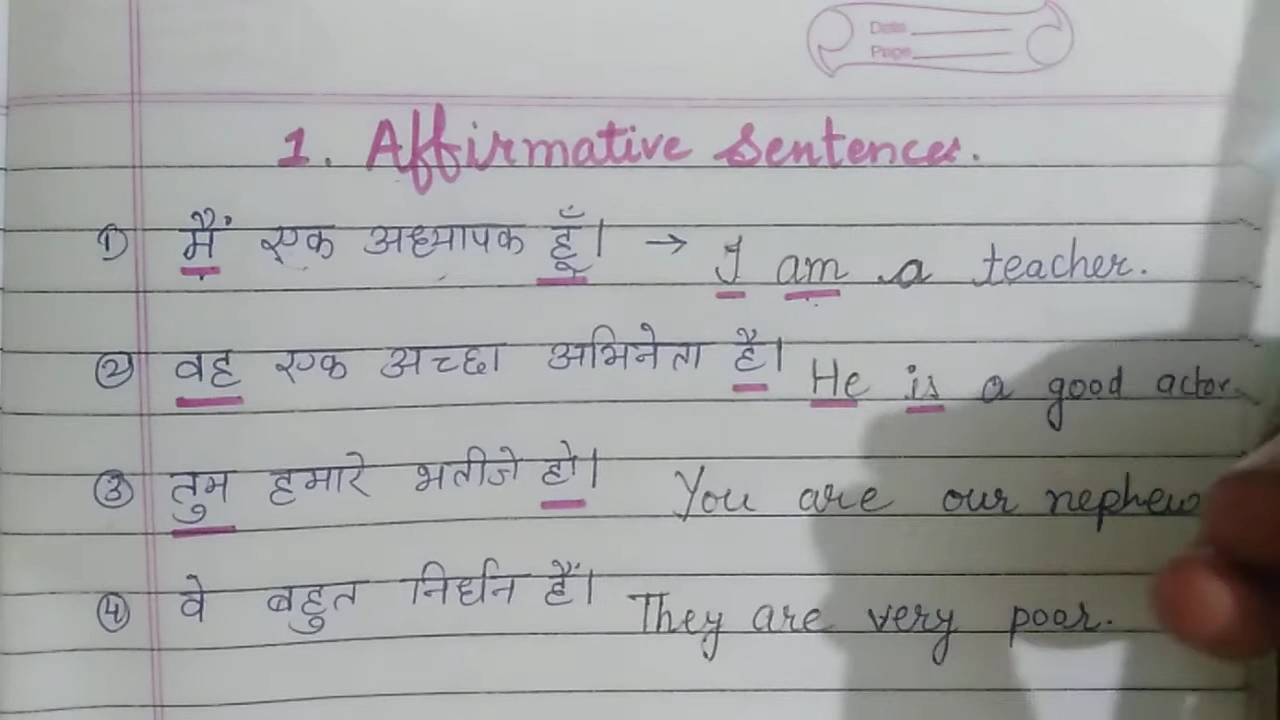 Date
Page
1. Affirmative Sentences.
1) मैं एक अध्यापक हूँ। → I am a teacher.
② वह एक अच्छा अभिनेता है। He is a good actor.
③ तुम हमारे भतीजे हो। You are our nephew
④ वे बहुत निर्धन हैं। They are very poor.